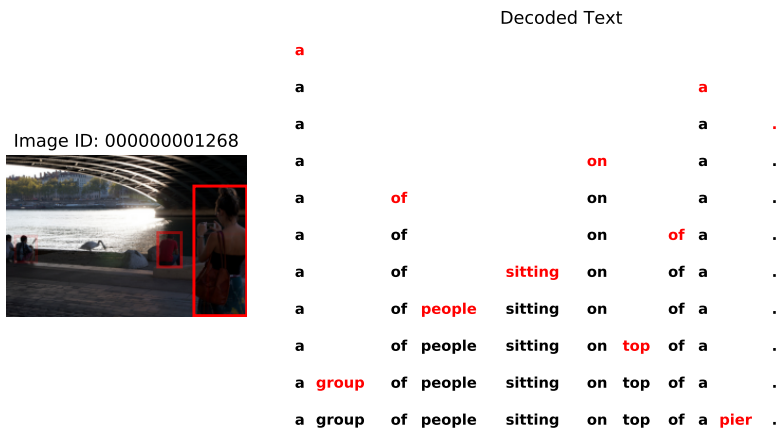 Decoded Text
a
a a
a a .
Image ID: 000000001268
a on a .
a of on a .
a of on of a .
a of sitting on of a .
a of people sitting on of a .
a of people sitting on top of a .
a group of people sitting on top of a .
a group of people sitting on top of a pier .